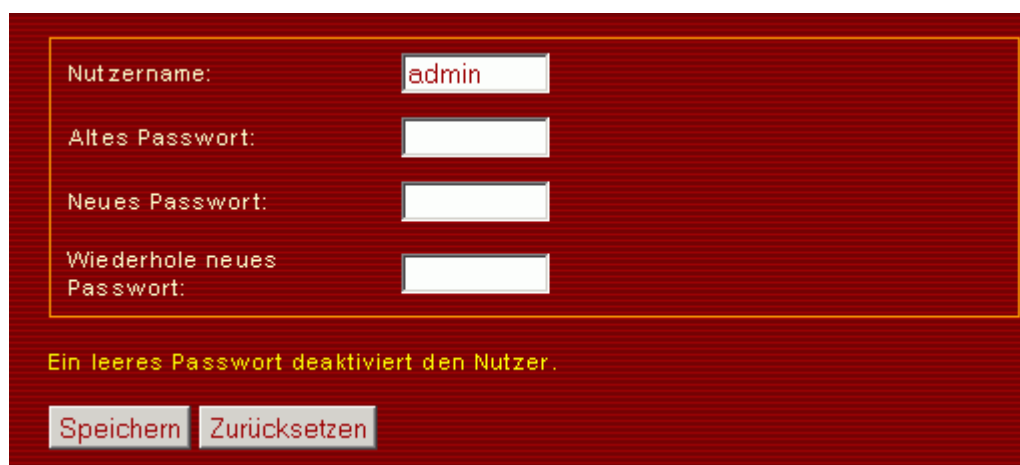 Nutzername:
admin
Altes Passwort:
Neues Passwort:
Wiederhole neues
Passwort:
Ein leeres Passwort deaktiviert den Nutzer.
Speichern
Zurücksetzen